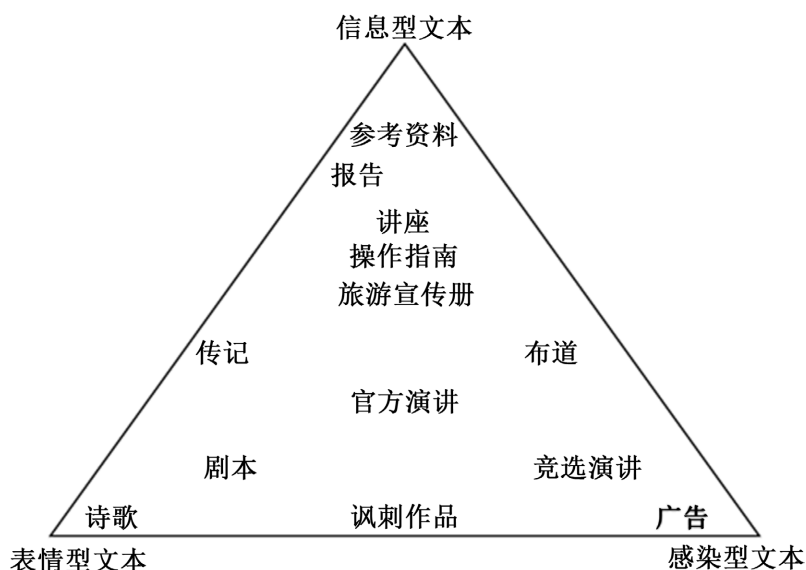 信息型文本
参考资料
报告
讲座
操作指南
旅游宣传册
传记 布道
官方演讲
剧本 竞选演讲
诗歌 讽刺作品 广告
表情型文本 感染型文本